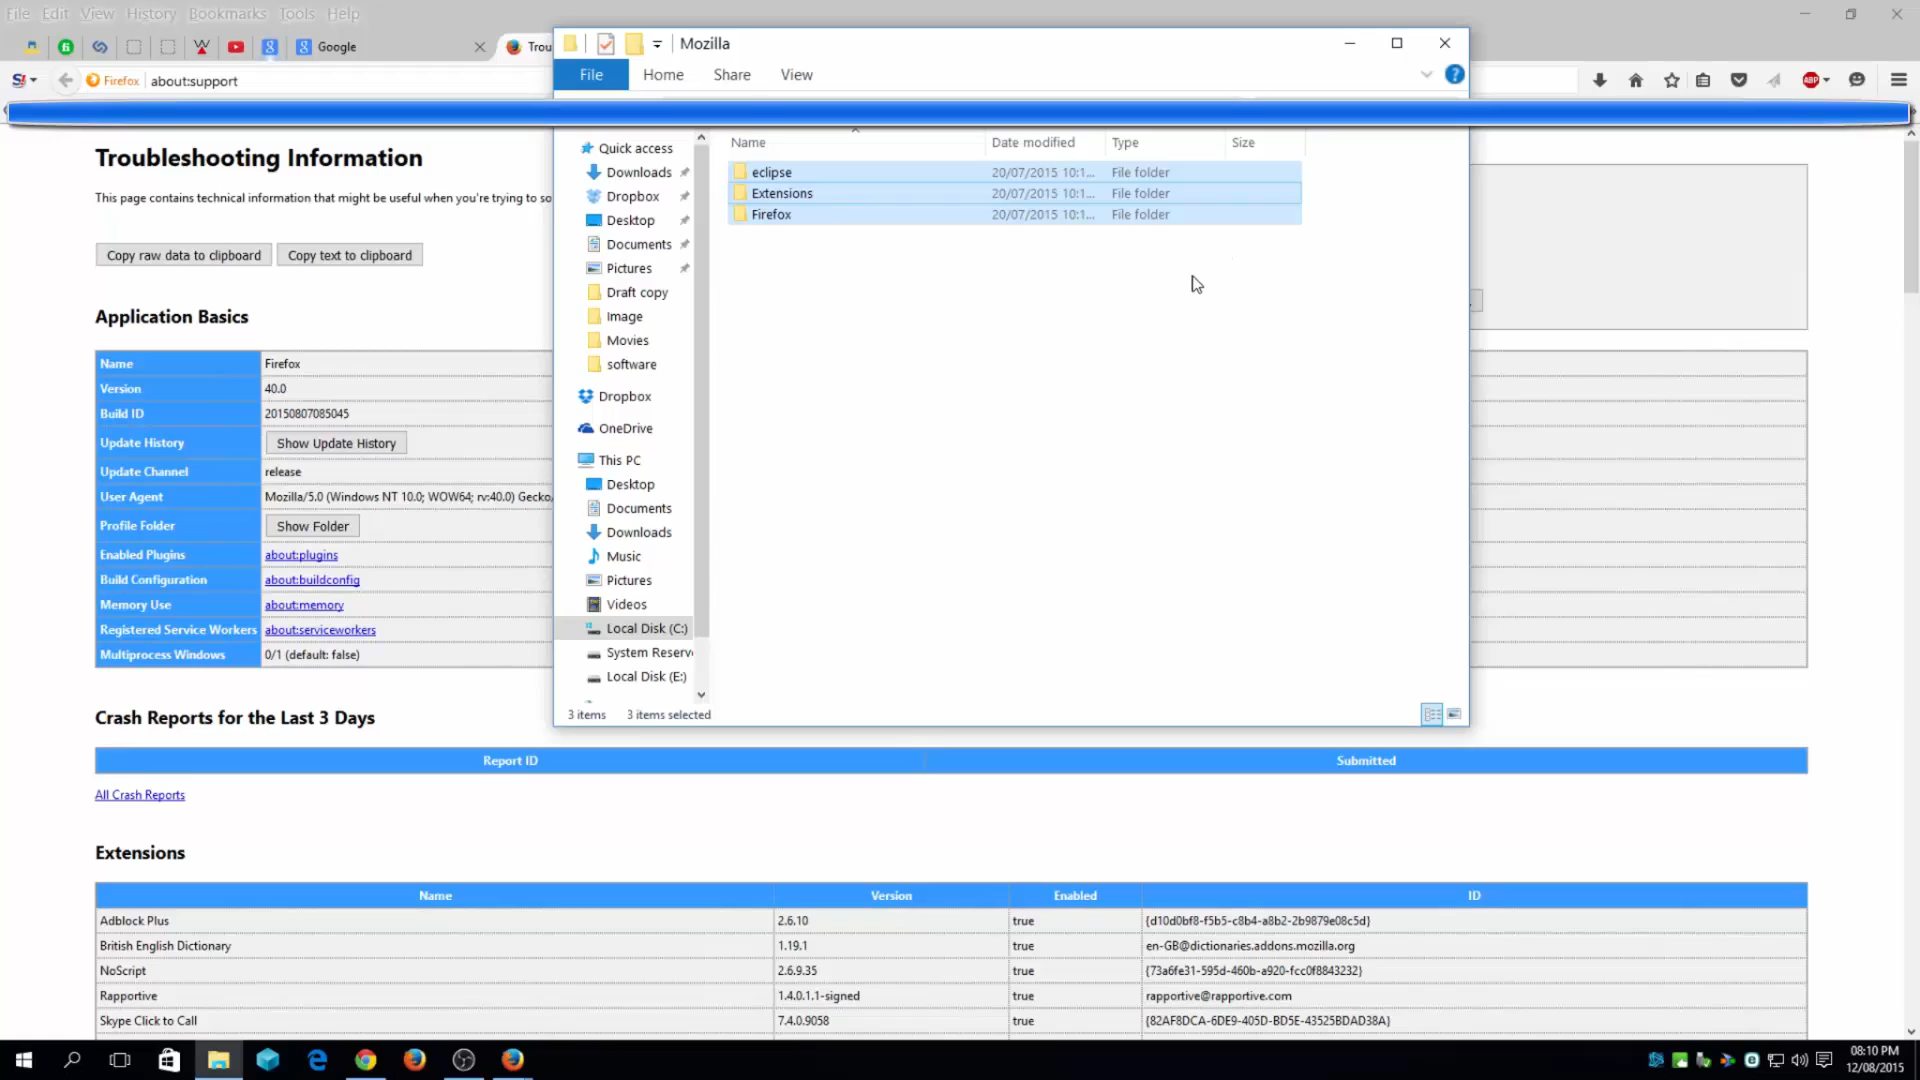 File Edit View History Bookmarks Tools Help
Google
Trou
Mozilla
File Home Share View
Firefox about:support
Troubleshooting Information
This page contains technical information that might be useful when you're trying to so
Copy raw data to clipboard
Copy text to clipboard
Application Basics
Name Firefox
Version 40.0
Build ID 20150807085045
Update History Show Update History
Update Channel release
User Agent Mozilla/5.0 (Windows NT 10.0; WOW64; rv:40.0) Gecko/
Profile Folder Show Folder
Enabled Plugins about:plugins
Build Configuration about:buildconfig
Memory Use about:memory
Registered Service Workers about:serviceworkers
Multiprocess Windows 0/1 (default: false)
Quick access
Downloads
Dropbox
Desktop
Documents
Pictures
Draft copy
Image
Movies
software
Dropbox
OneDrive
This PC
Desktop
Documents
Downloads
Music
Pictures
Videos
Local Disk (C:)
System Reserv
Local Disk (E:)
Name Date modified Type Size
eclipse 20/07/2015 10:1... File folder
Extensions 20/07/2015 10:1... File folder
Firefox 20/07/2015 10:1... File folder
3 items 3 items selected
Crash Reports for the Last 3 Days
Report ID Submitted
All Crash Reports
Extensions
Name Version Enabled ID
Adblock Plus 2.6.10 true {d10d0bf8-f5b5-c8b4-a8b2-2b9879e08c5d}
British English Dictionary 1.19.1 true en-GB@dictionaries.addons.mozilla.org
NoScript 2.6.9.35 true {73a6fe31-595d-460b-a920-fcc0f8843232}
Rapportive 1.4.0.1.1-signed true rapportive@rapportive.com
Skype Click to Call 7.4.0.9058 true {82AF8DCA-6DE9-405D-BD5E-43525BDAD38A}
08:10 PM
12/08/2015